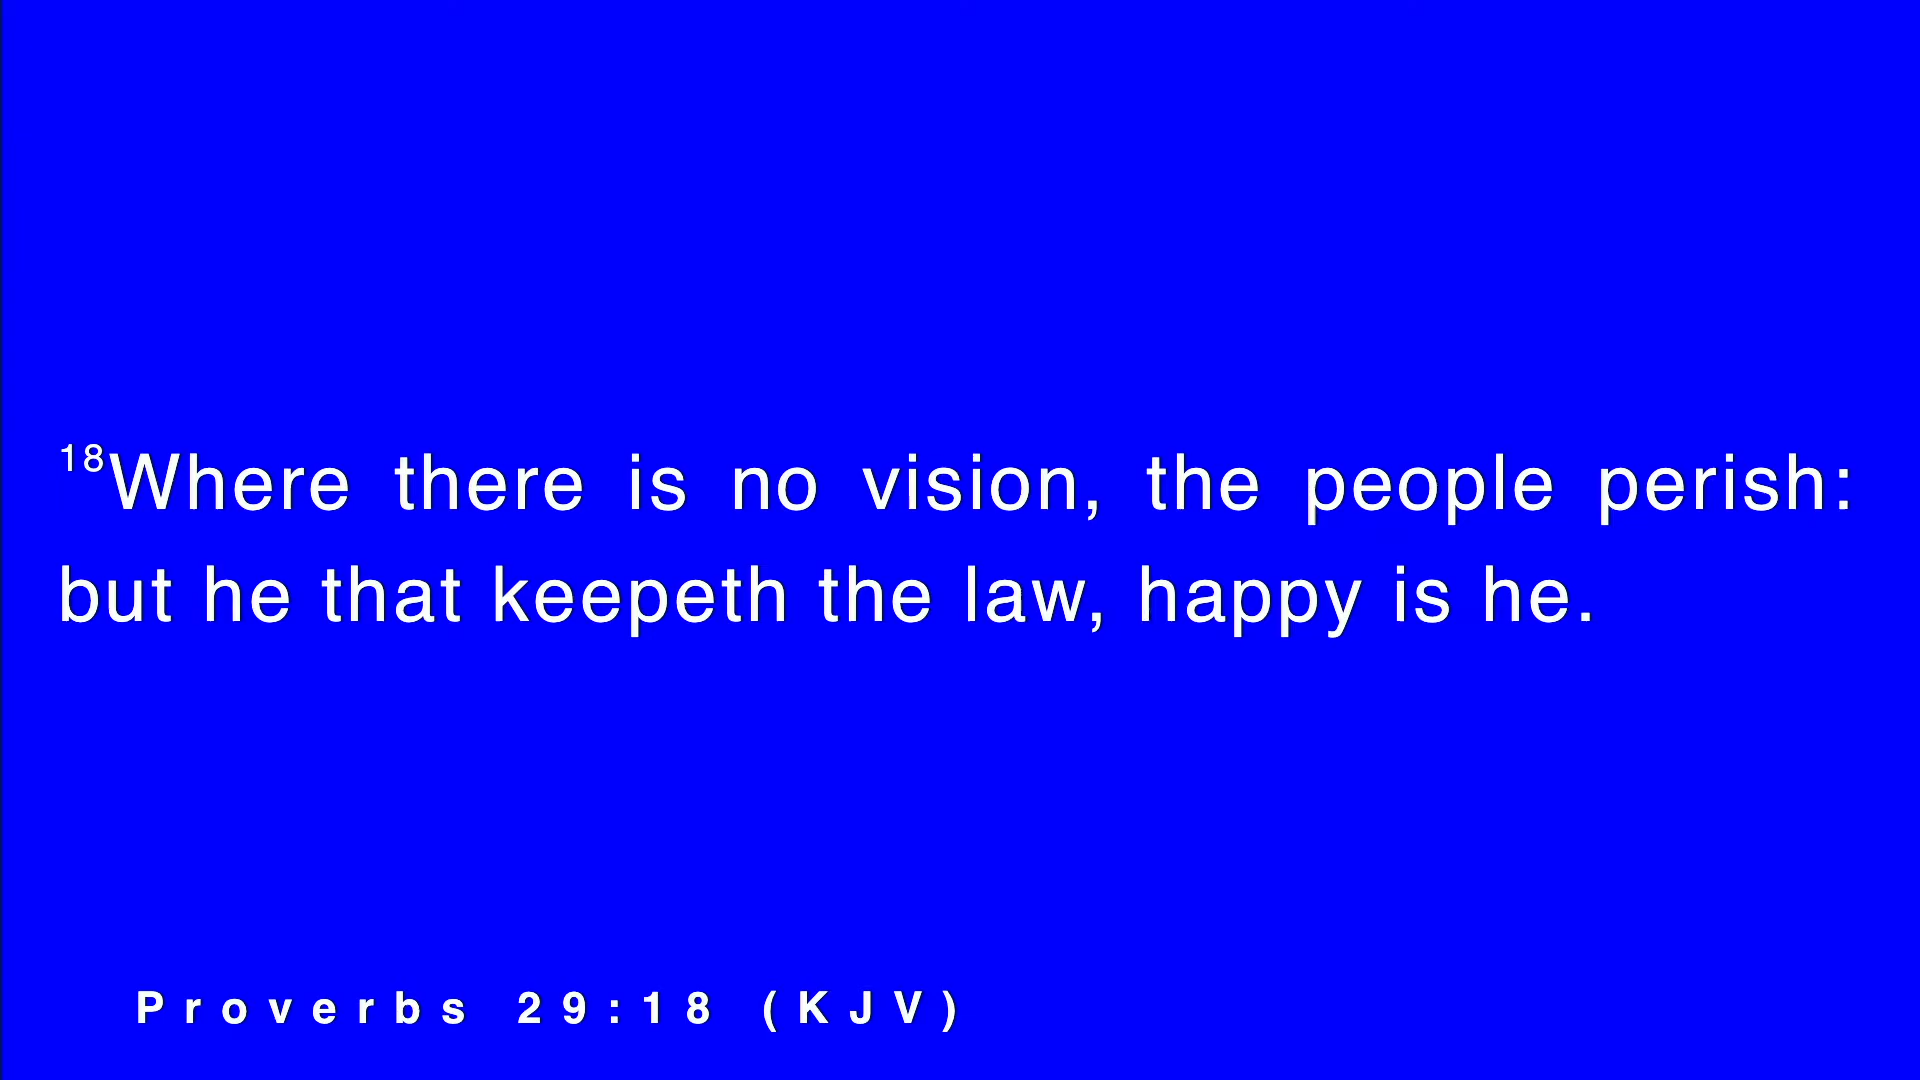 18Where there is no vision, the people perish:
but he that keepeth the law, happy is he.
Proverbs 29:18 (KJV)